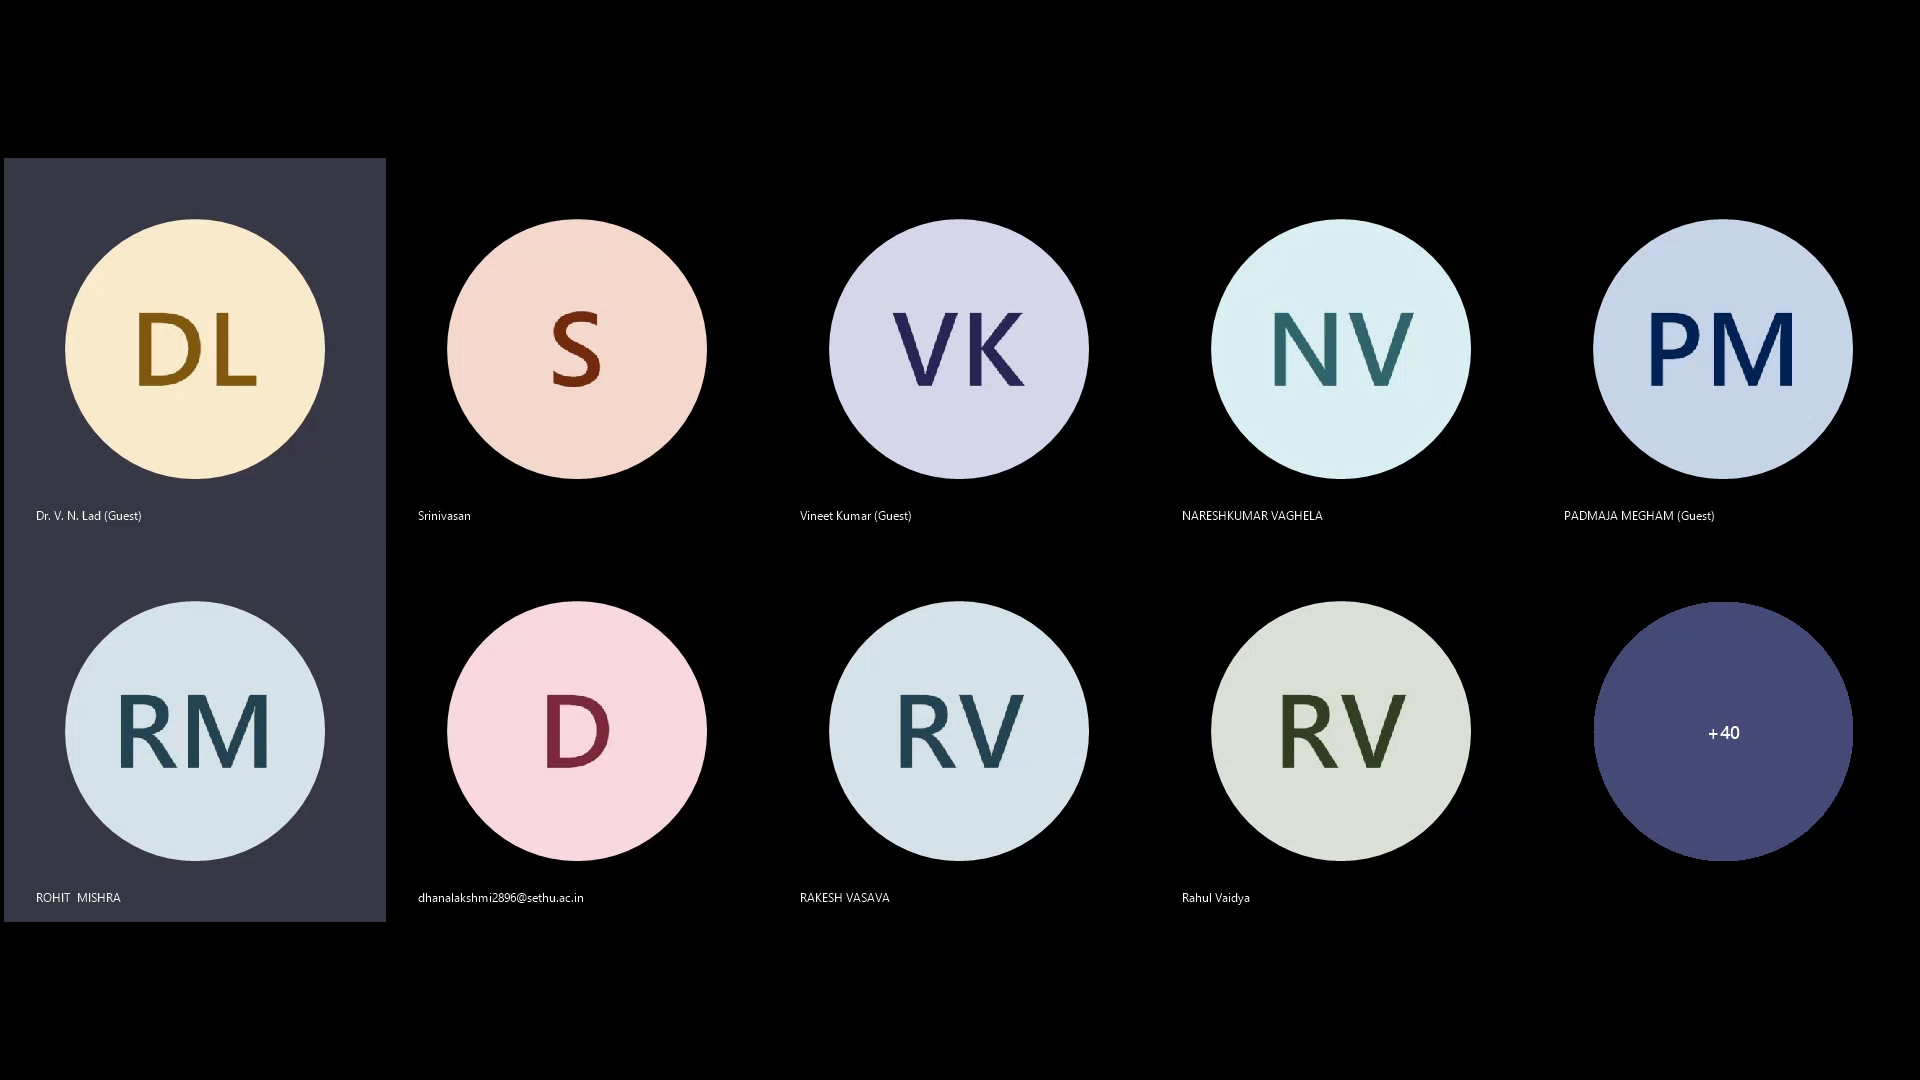 DL
S
VK
NV
PM
Dr. V. N. Lad (Guest)
Srinivasan
Vineet Kumar (Guest)
NARESHKUMAR VAGHELA
PADMAJA MEGHAM (Guest)
RM
D
RV
RV
+40
ROHIT  MISHRA
dhanalakshmi2896@sethu.ac.in
RAKESH VASAVA
Rahul Vaidya